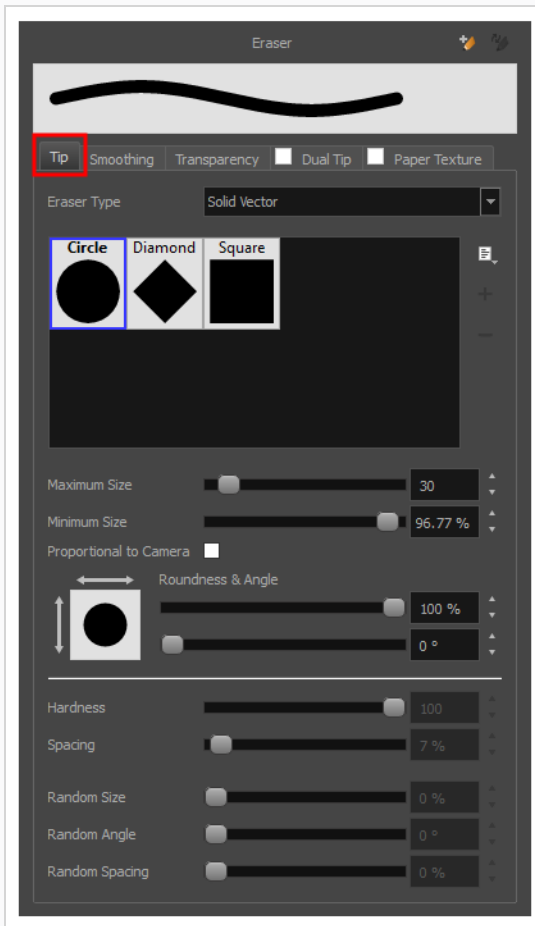 Eraser
Tip Smoothing Transparency Dual Tip Paper Texture
Eraser Type Solid Vector
Circle Diamond Square
Maximum Size 30
Minimum Size 96.77 %
Proportional to Camera
Roundness & Angle
100 %
0 °
Hardness 100
Spacing 7 %
Random Size 0 %
Random Angle 0 °
Random Spacing 0 %